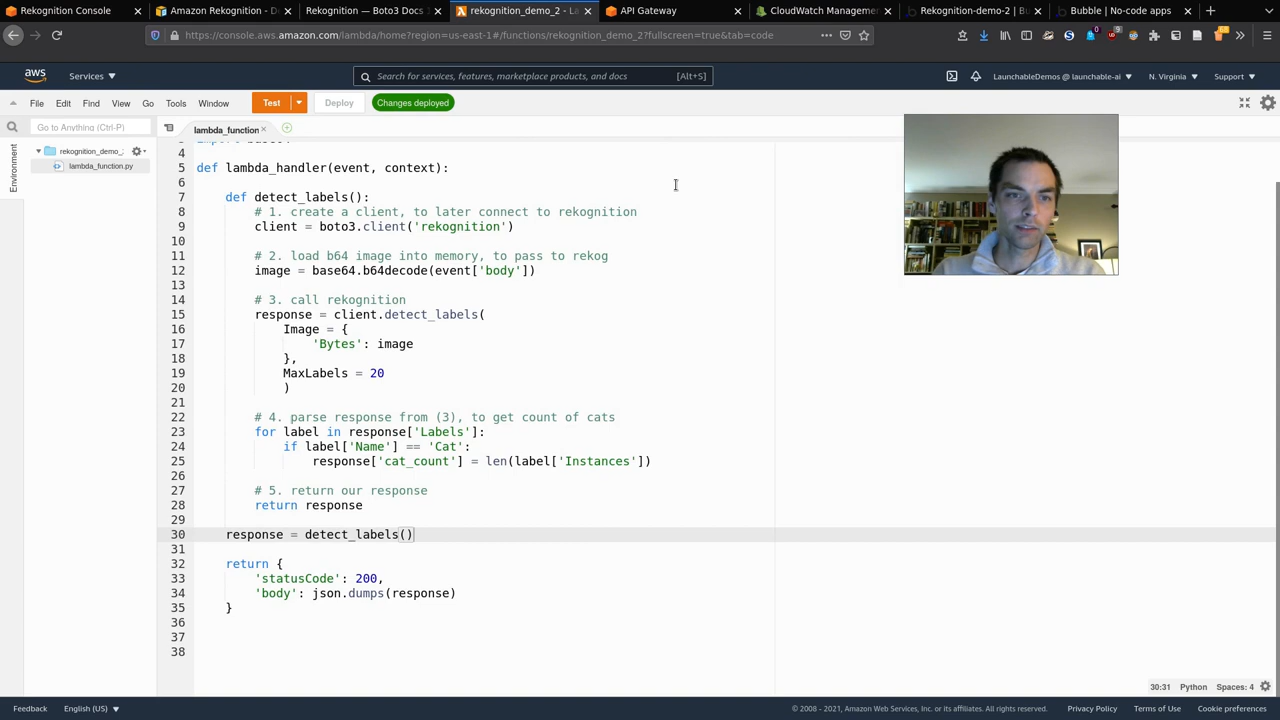 Rekognition Console
Amazon Rekognition - D
Rekognition — Boto3 Docs
rekognition_demo_2 - La
API Gateway
CloudWatch Managemen
Rekognition-demo-2 | Bu
Bubble | No-code apps
https://console.aws.amazon.com/lambda/home?region=us-east-1#/functions/rekognition_demo_2?fullscreen=true&tab=code
aws
Services
Search for services, features, marketplace products, and docs
[Alt+S]
LaunchableDemos @ launchable-ai
N. Virginia
Support
File
Edit
Find
View
Go
Tools
Window
Test
Deploy
Changes deployed
Go to Anything (Ctrl-P)
lambda_function
Environment
rekognition_demo_
lambda_function.py
4
5 def lambda_handler(event, context):
6
7 def detect_labels():
8 # 1. create a client, to later connect to rekognition
9 client = boto3.client('rekognition')
10
11 # 2. load b64 image into memory, to pass to rekog
12 image = base64.b64decode(event['body'])
13
14 # 3. call rekognition
15 response = client.detect_labels(
16 Image = {
17 'Bytes': image
18 },
19 MaxLabels = 20
20 )
21
22 # 4. parse response from (3), to get count of cats
23 for label in response['Labels']:
24 if label['Name'] == 'Cat':
25 response['cat_count'] = len(label['Instances'])
26
27 # 5. return our response
28 return response
29
30 response = detect_labels()
31
32 return {
33 'statusCode': 200,
34 'body': json.dumps(response)
35 }
36
37
38
30:31
Python
Spaces: 4
Feedback
English (US)
© 2008 - 2021, Amazon Web Services, Inc. or its affiliates. All rights reserved.
Privacy Policy
Terms of Use
Cookie preferences